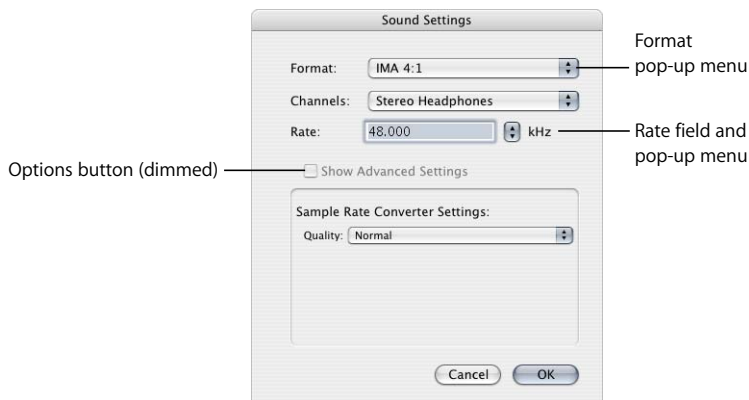 Sound Settings
Format: IMA 4:1
Format
pop-up menu
Channels: Stereo Headphones
Rate: 48.000 kHz
Rate field and
pop-up menu
Options button (dimmed)
Show Advanced Settings
Sample Rate Converter Settings:
Quality: Normal
Cancel OK